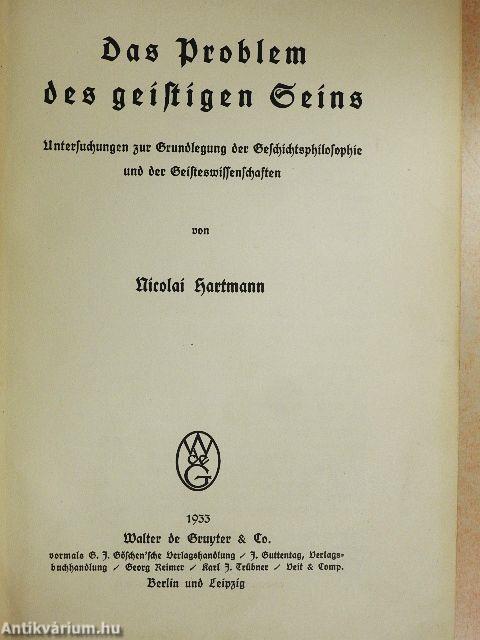 Das Problem
des geistigen Seins
Untersuchungen zur Grundlegung der Geschichtsphilosophie
und der Geisteswissenschaften
von
Nicolai Hartmann
W
de
G
1933
Walter de Gruyter & Co.
vormals G. J. Göschen'sche Verlagshandlung / J. Guttentag, Verlags-
buchhandlung / Georg Reimer / Karl J. Trübner / Veit & Comp.
Berlin und Leipzig
Antikvárium.hu